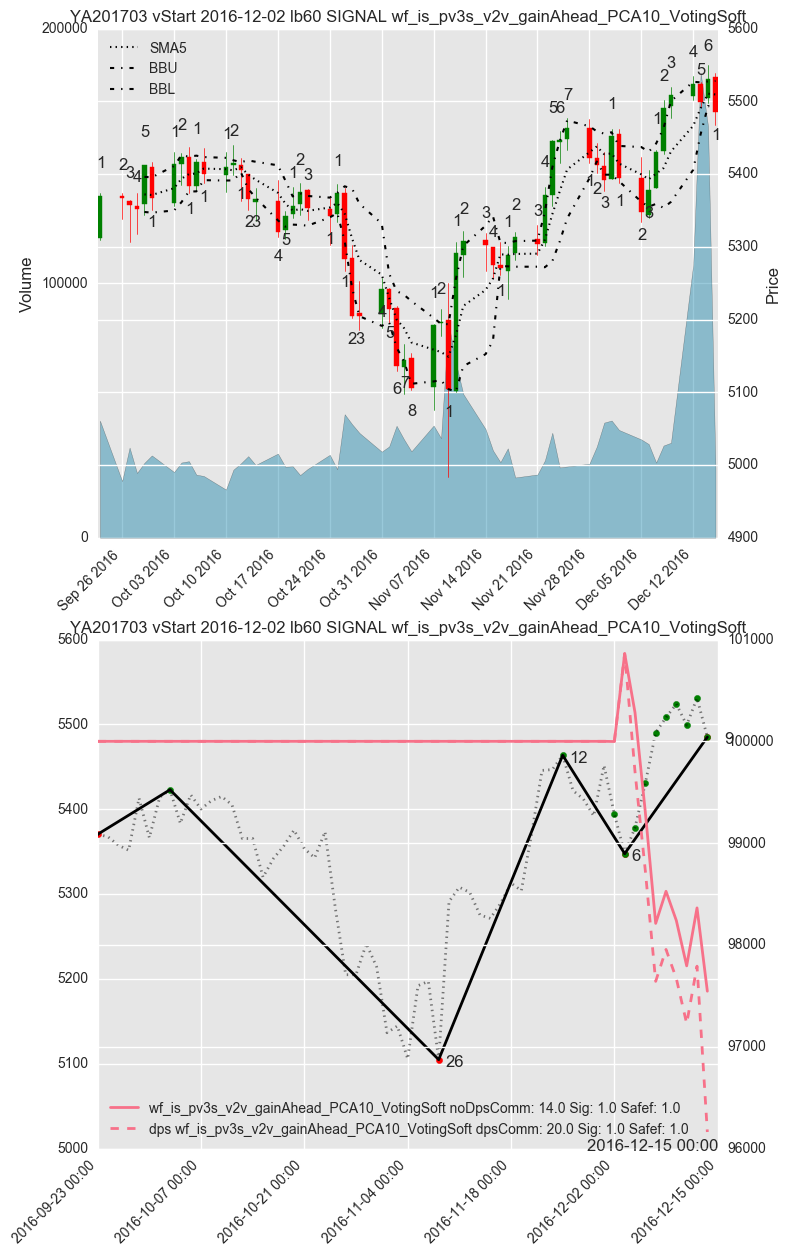 YA201703 vStart 2016-12-02 lb60 SIGNAL wf_is_pv3s_v2v_gainAhead_PCA10_VotingSoft
200000
5600
SMA5
BBU
BBL
5500
5400
5300
100000
5200
5100
5000
0
4900
Volume
Price
Sep 26 2016
Oct 03 2016
Oct 10 2016
Oct 17 2016
Oct 24 2016
Oct 31 2016
Nov 07 2016
Nov 14 2016
Nov 21 2016
Nov 28 2016
Dec 05 2016
Dec 12 2016
YA201703 vStart 2016-12-02 lb60 SIGNAL wf_is_pv3s_v2v_gainAhead_PCA10_VotingSoft
5600
101000
5500
100000
5400
99000
5300
98000
5200
97000
5100
5000
96000
12
6
26
wf_is_pv3s_v2v_gainAhead_PCA10_VotingSoft noDpsComm: 14.0 Sig: 1.0 Safef: 1.0
dps wf_is_pv3s_v2v_gainAhead_PCA10_VotingSoft dpsComm: 20.0 Sig: 1.0 Safef: 1.0
2016-12-15 00:00
2016-09-23 00:00
2016-10-07 00:00
2016-10-21 00:00
2016-11-04 00:00
2016-11-18 00:00
2016-12-02 00:00
2016-12-15 00:00